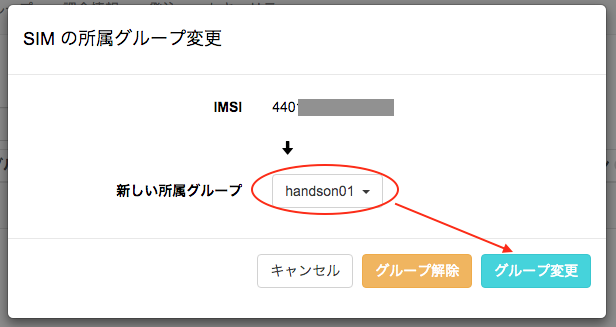 SIM の所属グループ変更
IMSI 440
新しい所属グループ handson01
キャンセル グループ解除 グループ変更